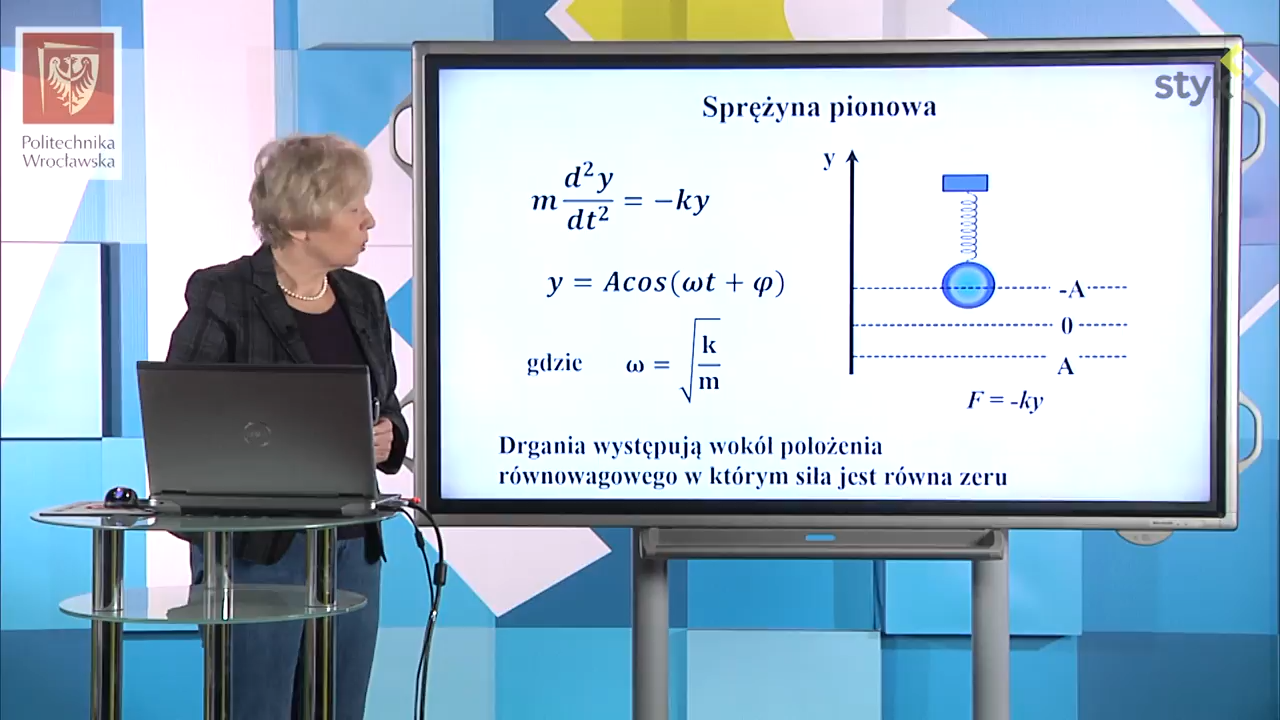 Politechnika
Wrocławska
styk
Sprężyna pionowa
m d²y/dt² = −ky
y = Acos(ωt + φ)
gdzie ω = √(k/m)
y
-A
0
A
F = -ky
Drgania występują wokół położenia
równowagowego w którym siła jest równa zeru